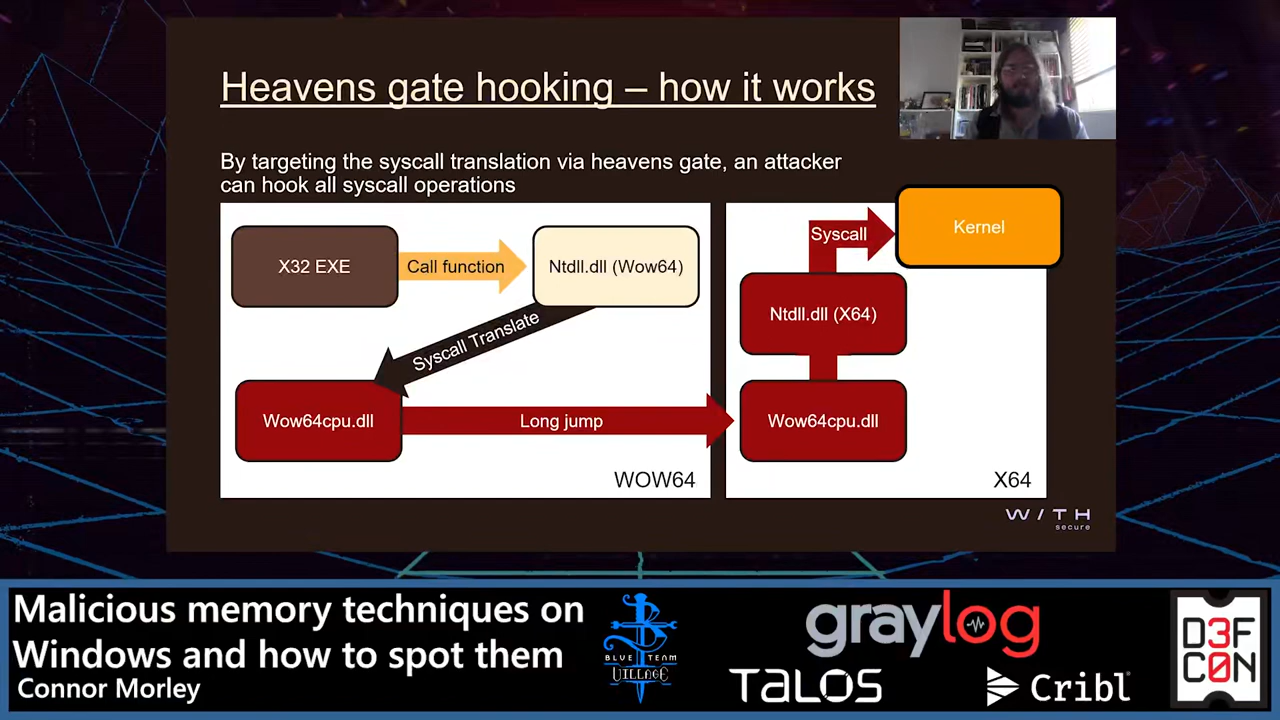 Heavens gate hooking – how it works
By targeting the syscall translation via heavens gate, an attacker
can hook all syscall operations
X32 EXE
Call function
Ntdll.dll (Wow64)
Syscall Translate
Wow64cpu.dll
Long jump
WOW64
Syscall
Kernel
Ntdll.dll (X64)
Wow64cpu.dll
X64
W / T H
secure
Malicious memory techniques on
Windows and how to spot them
Connor Morley
BLUE TEAM
VILLAGE
graylog
TALOS
Cribl
D3F
C0N